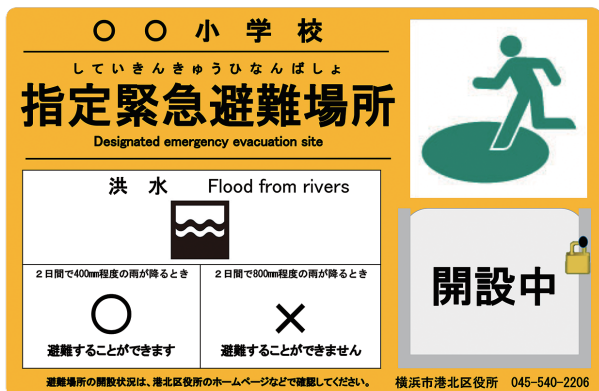 〇 〇 小 学 校
していきんきゅうひなんばしょ
指定緊急避難場所
Designated emergency evacuation site
洪 水 Flood from rivers
2日間で400mm程度の雨が降るとき
〇
避難することができます
2日間で800mm程度の雨が降るとき
×
避難することができません
開設中
避難場所の開設状況は、港北区役所のホームページなどで確認してください。
横浜市港北区役所 045-540-2206